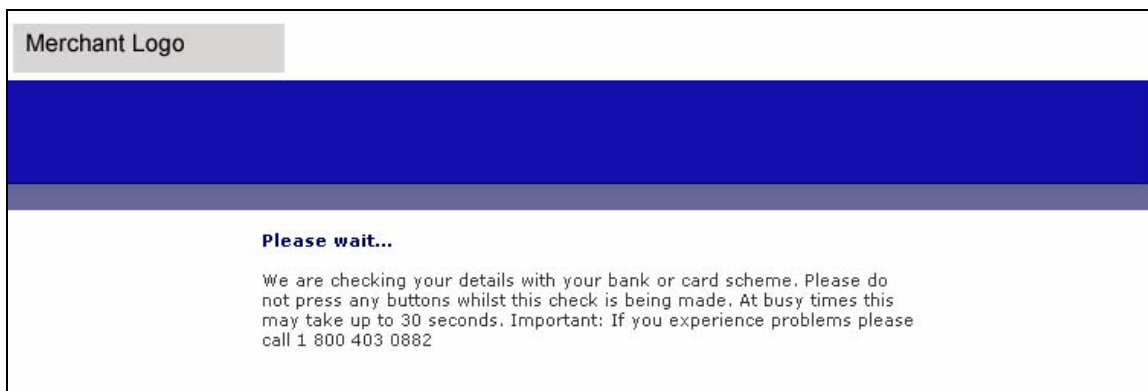 Merchant Logo
Please wait...
We are checking your details with your bank or card scheme. Please do
not press any buttons whilst this check is being made. At busy times this
may take up to 30 seconds. Important: If you experience problems please
call 1 800 403 0882